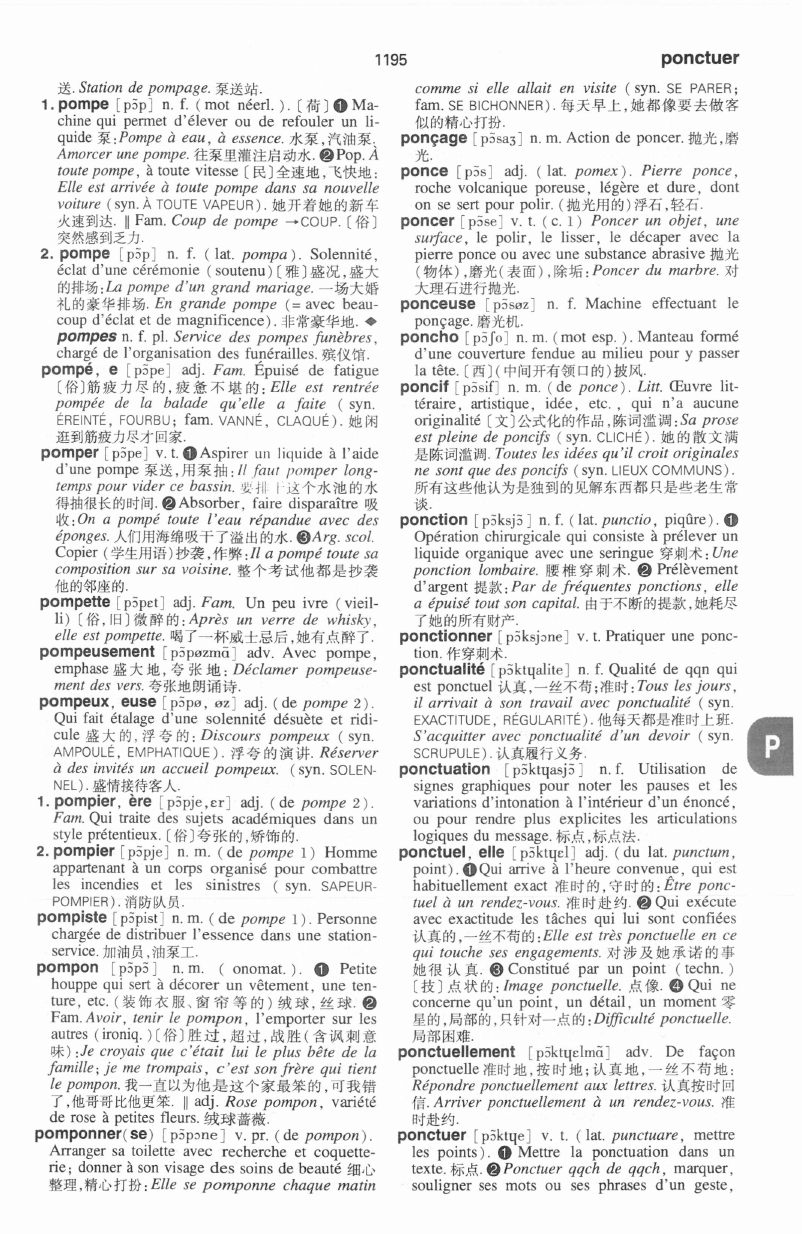 1195
ponctuer
送. Station de pompage. 泵送站.
1. pompe [pɔ̃p] n. f. ( mot néerl. ). 〔荷〕❶ Ma-
chine qui permet d'élever ou de refouler un li-
quide 泵: Pompe à eau, à essence. 水泵,汽油泵.
Amorcer une pompe. 往泵里灌注启动水. ❷ Pop. À
toute pompe, à toute vitesse〔民〕全速地,飞快地:
Elle est arrivée à toute pompe dans sa nouvelle
voiture (syn. À TOUTE VAPEUR). 她开着她的新车
火速到达. ‖ Fam. Coup de pompe →COUP.〔俗〕
突然感到乏力.
2. pompe [pɔ̃p] n. f. ( lat. pompa). Solennité,
éclat d'une cérémonie (soutenu)〔雅〕盛况,盛大
的排场: La pompe d'un grand mariage. 一场大婚
礼的豪华排场. En grande pompe (= avec beau-
coup d'éclat et de magnificence). 非常豪华地. ◆
pompes n. f. pl. Service des pompes funèbres,
chargé de l'organisation des funérailles. 殡仪馆.
pompé, e [pɔ̃pe] adj. Fam. Épuisé de fatigue
〔俗〕筋疲力尽的,疲惫不堪的: Elle est rentrée
pompée de la balade qu'elle a faite ( syn.
ÉREINTÉ, FOURBU; fam. VANNÉ, CLAQUÉ). 她闲
逛到筋疲力尽才回家.
pomper [pɔ̃pe] v. t. ❶ Aspirer un liquide à l'aide
d'une pompe 泵送,用泵抽: Il faut pomper long-
temps pour vider ce bassin. 要排 这个水池的水
得抽很长的时间. ❷ Absorber, faire disparaître 吸
收: On a pompé toute l'eau répandue avec des
éponges. 人们用海绵吸干了溢出的水. ❸ Arg. scol.
Copier (学生用语)抄袭,作弊: Il a pompé toute sa
composition sur sa voisine. 整个考试他都是抄袭
他的邻座的.
pompette [pɔ̃pɛt] adj. Fam. Un peu ivre (vieil-
li)〔俗,旧〕微醉的: Après un verre de whisky,
elle est pompette. 喝了一杯威士忌后,她有点醉了.
pompeusement [pɔ̃pøzmɑ̃] adv. Avec pompe,
emphase 盛大地,夸张地: Déclamer pompeuse-
ment des vers. 夸张地朗诵诗.
pompeux, euse [pɔ̃pø, øz] adj. (de pompe 2).
Qui fait étalage d'une solennité désuète et ridi-
cule 盛大的,浮夸的: Discours pompeux ( syn.
AMPOULÉ, EMPHATIQUE). 浮夸的演讲. Réserver
à des invités un accueil pompeux. (syn. SOLEN-
NEL). 盛情接待客人.
1. pompier, ère [pɔ̃pje,ɛr] adj. (de pompe 2).
Fam. Qui traite des sujets académiques dans un
style prétentieux.〔俗〕夸张的,矫饰的.
2. pompier [pɔ̃pje] n. m. (de pompe 1) Homme
appartenant à un corps organisé pour combattre
les incendies et les sinistres ( syn. SAPEUR-
POMPIER). 消防队员.
pompiste [pɔ̃pist] n. m. (de pompe 1). Personne
chargée de distribuer l'essence dans une station-
service. 加油员,油泵工.
pompon [pɔ̃pɔ̃] n. m. ( onomat. ). ❶ Petite
houppe qui sert à décorer un vêtement, une ten-
ture, etc. (装饰衣服、窗帘等的)绒球,丝球. ❷
Fam. Avoir, tenir le pompon, l'emporter sur les
autres (ironiq.)〔俗〕胜过,超过,战胜(含讽刺意
味): Je croyais que c'était lui le plus bête de la
famille; je me trompais, c'est son frère qui tient
le pompon. 我一直以为他是这个家最笨的,可我错
了,他哥哥比他更笨. ‖ adj. Rose pompon, variété
de rose à petites fleurs. 绒球蔷薇.
pomponner(se) [pɔ̃pɔne] v. pr. (de pompon).
Arranger sa toilette avec recherche et coquette-
rie; donner à son visage des soins de beauté 细心
整理,精心打扮: Elle se pomponne chaque matin
comme si elle allait en visite (syn. SE PARER;
fam. SE BICHONNER). 每天早上,她都像要去做客
似的精心打扮.
ponçage [pɔ̃saʒ] n. m. Action de poncer. 抛光,磨
光.
ponce [pɔ̃s] adj. ( lat. pomex). Pierre ponce,
roche volcanique poreuse, légère et dure, dont
on se sert pour polir. (抛光用的)浮石,轻石.
poncer [pɔ̃se] v. t. (c. 1) Poncer un objet, une
surface, le polir, le lisser, le décaper avec la
pierre ponce ou avec une substance abrasive 抛光
(物体),磨光(表面),除垢: Poncer du marbre. 对
大理石进行抛光.
ponceuse [pɔ̃søz] n. f. Machine effectuant le
ponçage. 磨光机.
poncho [pɔ̃ʃo] n. m. (mot esp. ). Manteau formé
d'une couverture fendue au milieu pour y passer
la tête.〔西〕(中间开有领口的)披风.
poncif [pɔ̃sif] n. m. (de ponce). Litt. Œuvre lit-
téraire, artistique, idée, etc. , qui n'a aucune
originalité〔文〕公式化的作品,陈词滥调: Sa prose
est pleine de poncifs (syn. CLICHÉ). 她的散文满
是陈词滥调. Toutes les idées qu'il croit originales
ne sont que des poncifs (syn. LIEUX COMMUNS).
所有这些他认为是独到的见解东西都只是些老生常
谈.
ponction [pɔ̃ksjɔ̃] n. f. (lat. punctio, piqûre). ❶
Opération chirurgicale qui consiste à prélever un
liquide organique avec une seringue 穿刺术: Une
ponction lombaire. 腰椎穿刺术. ❷ Prélèvement
d'argent 提款: Par de fréquentes ponctions, elle
a épuisé tout son capital. 由于不断的提款,她耗尽
了她的所有财产.
ponctionner [pɔ̃ksjɔne] v. t. Pratiquer une ponc-
tion. 作穿刺术.
ponctualité [pɔ̃ktɥalite] n. f. Qualité de qqn qui
est ponctuel 认真,一丝不苟;准时: Tous les jours,
il arrivait à son travail avec ponctualité ( syn.
EXACTITUDE, RÉGULARITÉ). 他每天都是准时上班.
S'acquitter avec ponctualité d'un devoir ( syn.
SCRUPULE). 认真履行义务.
ponctuation [pɔ̃ktɥasjɔ̃] n. f. Utilisation de
signes graphiques pour noter les pauses et les
variations d'intonation à l'intérieur d'un énoncé,
ou pour rendre plus explicites les articulations
logiques du message. 标点,标点法.
ponctuel, elle [pɔ̃ktɥɛl] adj. (du lat. punctum,
point). ❶ Qui arrive à l'heure convenue, qui est
habituellement exact 准时的,守时的: Être ponc-
tuel à un rendez-vous. 准时赴约. ❷ Qui exécute
avec exactitude les tâches qui lui sont confiées
认真的,一丝不苟的: Elle est très ponctuelle en ce
qui touche ses engagements. 对涉及她承诺的事
她很认真. ❸ Constitué par un point ( techn. )
〔技〕点状的: Image ponctuelle. 点像. ❹ Qui ne
concerne qu'un point, un détail, un moment 零
星的,局部的,只针对一点的: Difficulté ponctuelle.
局部困难.
ponctuellement [pɔ̃ktɥɛlmɑ̃] adv. De façon
ponctuelle 准时地,按时地;认真地,一丝不苟地:
Répondre ponctuellement aux lettres. 认真按时回
信. Arriver ponctuellement à un rendez-vous. 准
时赴约.
ponctuer [pɔ̃ktɥe] v. t. ( lat. punctuare, mettre
les points). ❶ Mettre la ponctuation dans un
texte. 标点. ❷ Ponctuer qqch de qqch, marquer,
souligner ses mots ou ses phrases d'un geste,
P